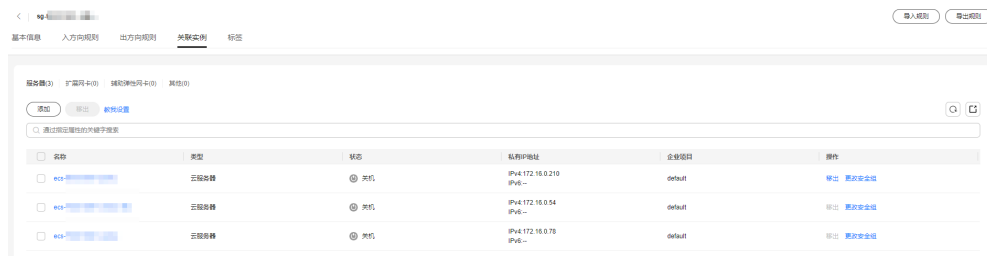 sg-
导入规则 导出规则
基本信息 入方向规则 出方向规则 关联实例 标签
服务器(3) 扩展网卡(0) 辅助弹性网卡(0) 其他(0)
添加 移出 教我设置
通过指定属性的关键字搜索
名称 类型 状态 私有IP地址 企业项目 操作
ecs- 云服务器 关机 IPv4:172.16.0.210 default 移出 更改安全组
IPv6:--
ecs- 云服务器 关机 IPv4:172.16.0.54 default 移出 更改安全组
IPv6:--
ecs- 云服务器 关机 IPv4:172.16.0.78 default 移出 更改安全组
IPv6:--